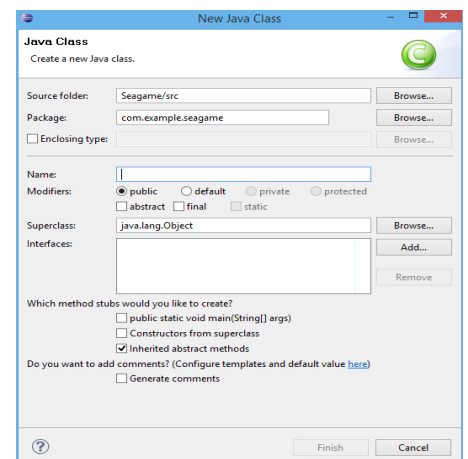 New Java Class
Java Class
Create a new Java class.
Source folder: Seagame/src Browse...
Package: com.example.seagame Browse...
Enclosing type: Browse...
Name:
Modifiers: public default private protected
abstract final static
Superclass: java.lang.Object Browse...
Interfaces: Add...
Remove
Which method stubs would you like to create?
public static void main(String[] args)
Constructors from superclass
Inherited abstract methods
Do you want to add comments? (Configure templates and default value here)
Generate comments
? Finish Cancel